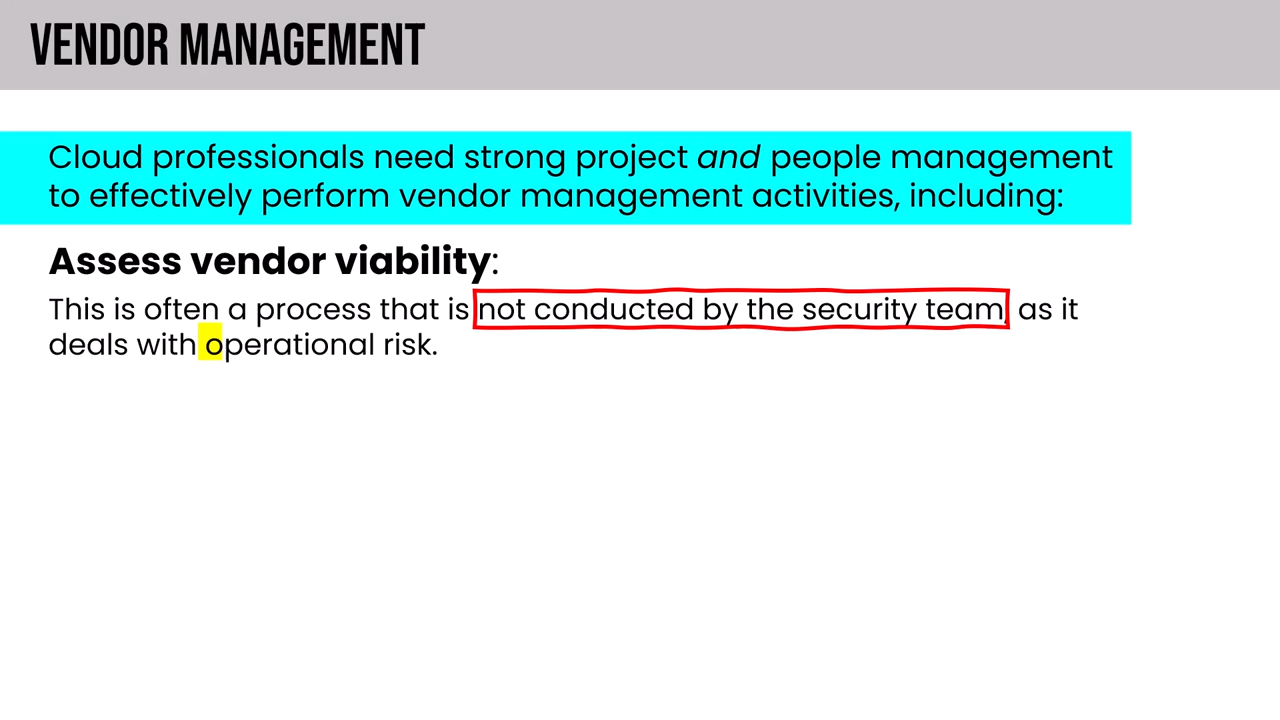 VENDOR MANAGEMENT
Cloud professionals need strong project and people management
to effectively perform vendor management activities, including:
Assess vendor viability:
This is often a process that is not conducted by the security team, as it
deals with operational risk.